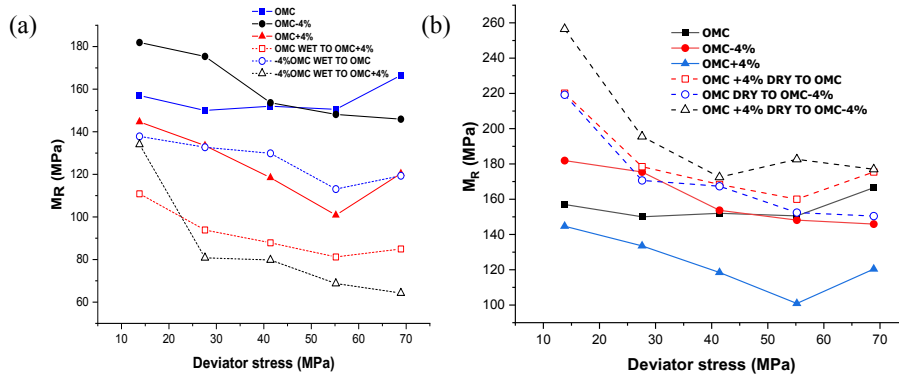 (a)
OMC
OMC-4%
OMC+4%
OMC WET TO OMC+4%
-4%OMC WET TO OMC
-4%OMC WET TO OMC+4%
180
160
140
120
100
80
60
MR (MPa)
10 20 30 40 50 60 70
Deviator stress (MPa)
(b)
OMC
OMC-4%
OMC+4%
OMC +4% DRY TO OMC
OMC DRY TO OMC-4%
OMC +4% DRY TO OMC-4%
260
240
220
200
180
160
140
120
100
MR (MPa)
10 20 30 40 50 60 70
Deviator stress (MPa)